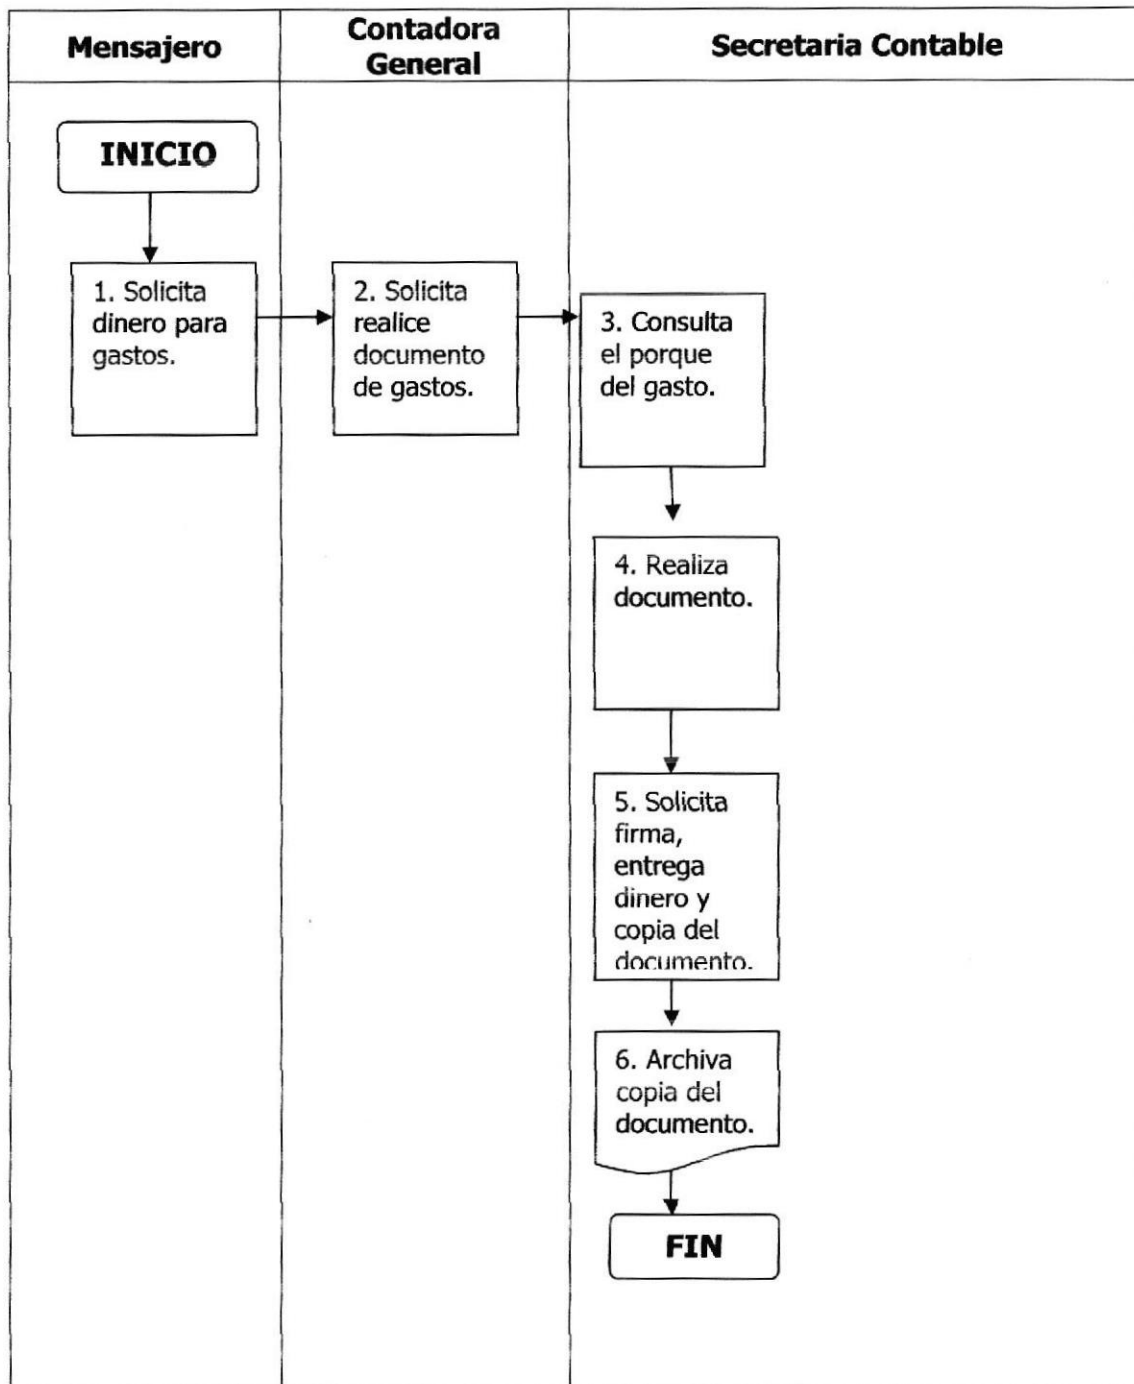 Mensajero
Contadora
General
Secretaria Contable
INICIO
1. Solicita
dinero para
gastos.
2. Solicita
realice
documento
de gastos.
3. Consulta
el porque
del gasto.
4. Realiza
documento.
5. Solicita
firma,
entrega
dinero y
copia del
documento.
6. Archiva
copia del
documento.
FIN